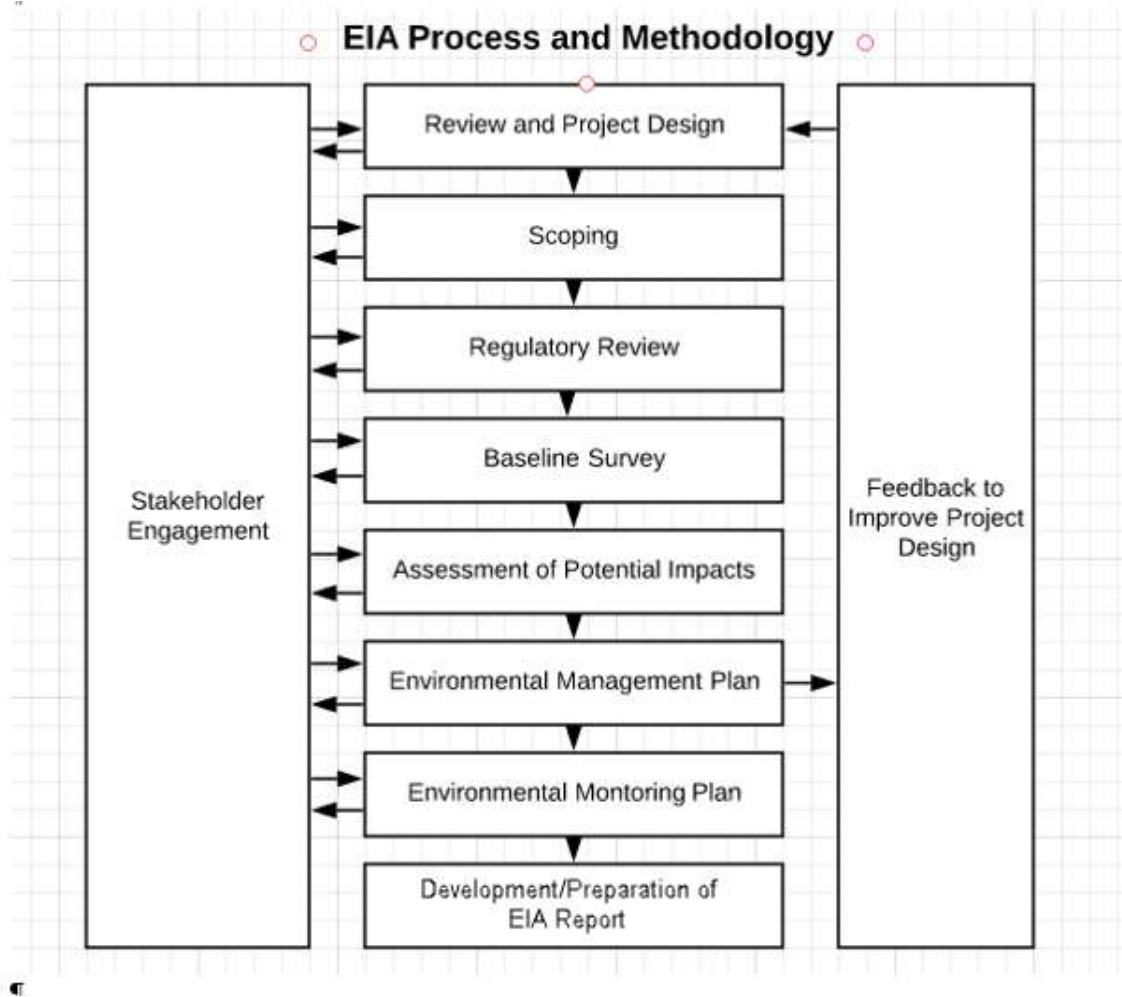 EIA Process and Methodology
Review and Project Design
Scoping
Regulatory Review
Baseline Survey
Stakeholder
Engagement
Feedback to
Improve Project
Design
Assessment of Potential Impacts
Environmental Management Plan
Environmental Montoring Plan
Development/Preparation of
EIA Report
¶